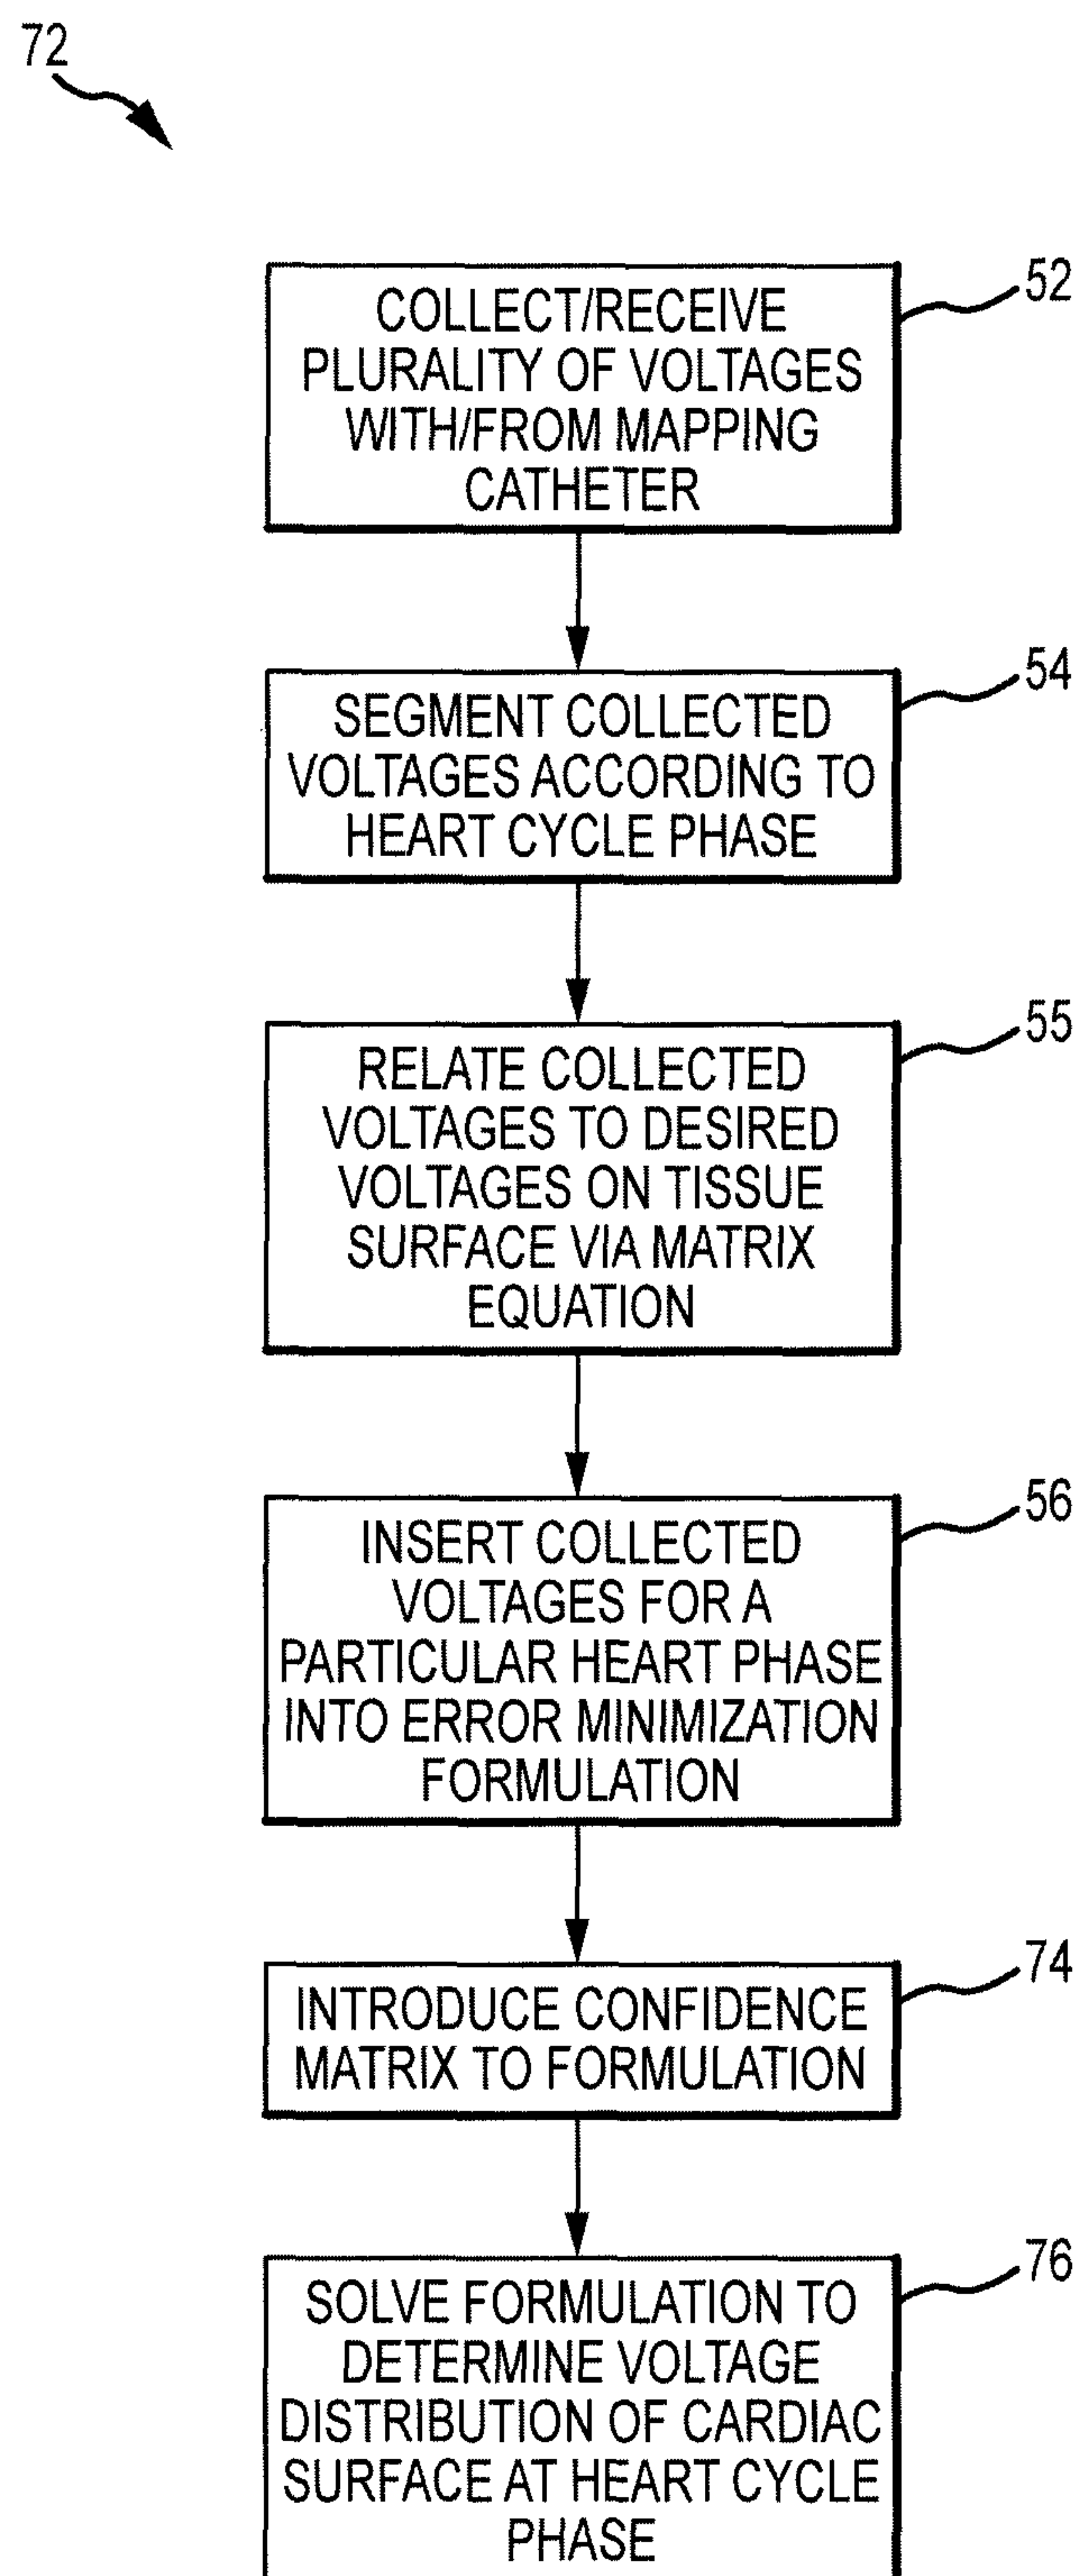 72
COLLECT/RECEIVE
PLURALITY OF VOLTAGES
WITH/FROM MAPPING
CATHETER
52
SEGMENT COLLECTED
VOLTAGES ACCORDING TO
HEART CYCLE PHASE
54
RELATE COLLECTED
VOLTAGES TO DESIRED
VOLTAGES ON TISSUE
SURFACE VIA MATRIX
EQUATION
55
INSERT COLLECTED
VOLTAGES FOR A
PARTICULAR HEART PHASE
INTO ERROR MINIMIZATION
FORMULATION
56
INTRODUCE CONFIDENCE
MATRIX TO FORMULATION
74
SOLVE FORMULATION TO
DETERMINE VOLTAGE
DISTRIBUTION OF CARDIAC
SURFACE AT HEART CYCLE
PHASE
76